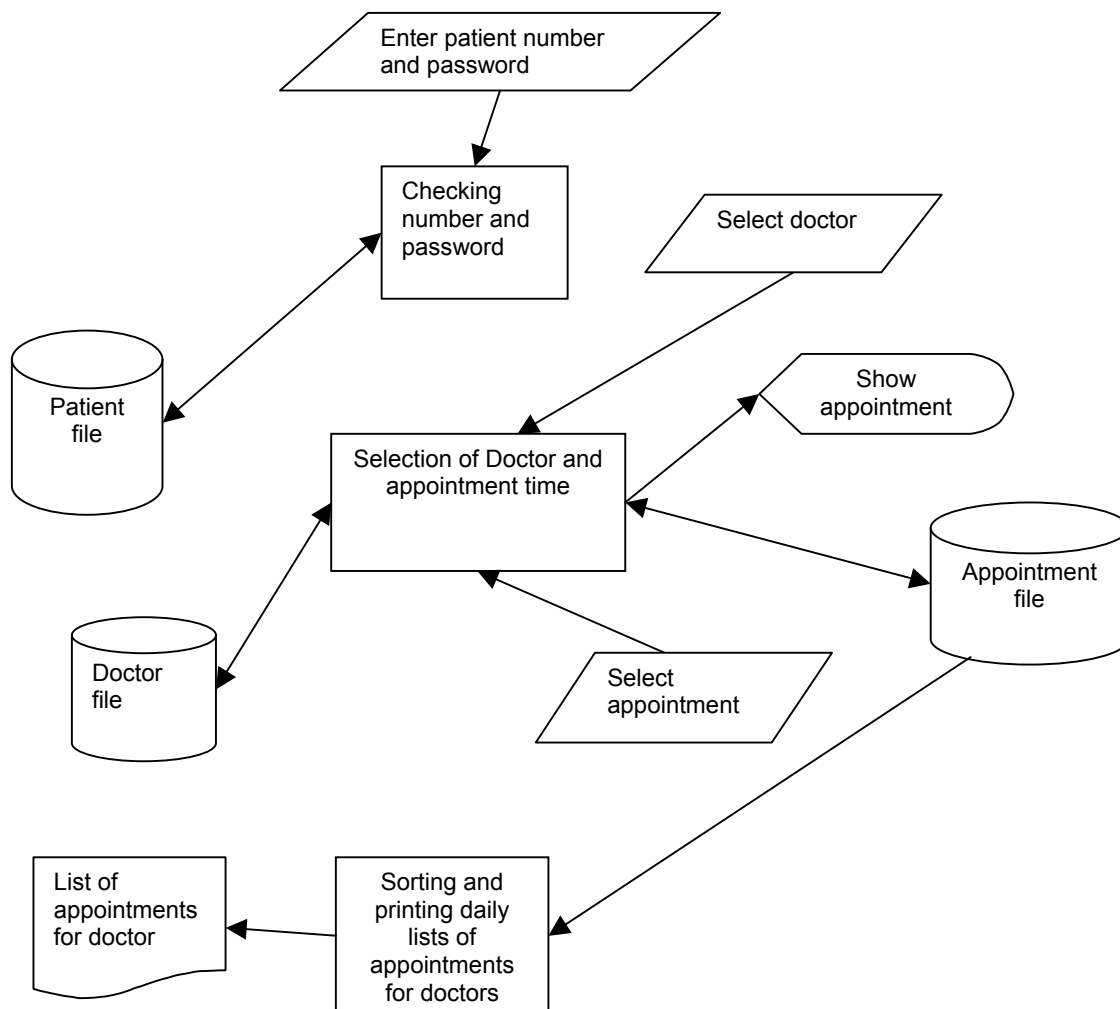 Enter patient number
and password
Checking
number and
password
Select doctor
Show
appointment
Patient
file
Selection of Doctor and
appointment time
Appointment
file
Doctor
file
Select
appointment
List of
appointments
for doctor
Sorting and
printing daily
lists of
appointments
for doctors